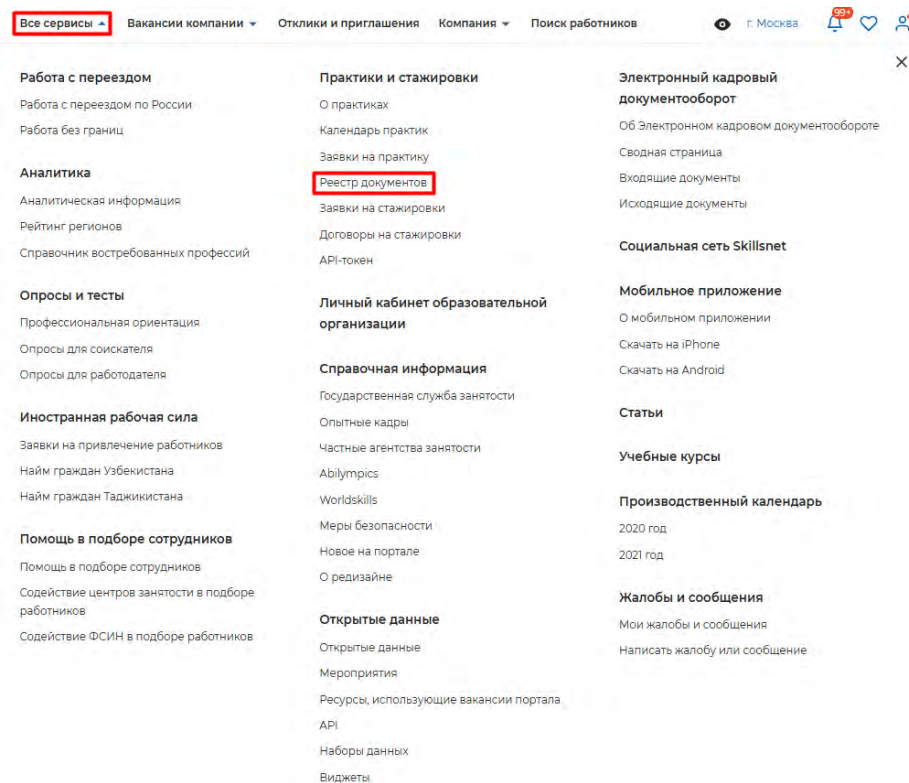 Все сервисы Вакансии компании Отклики и приглашения Компания Поиск работников г. Москва 99+
Работа с переездом
Работа с переездом по России
Работа без границ
Аналитика
Аналитическая информация
Рейтинг регионов
Справочник востребованных профессий
Опросы и тесты
Профессиональная ориентация
Опросы для соискателя
Опросы для работодателя
Иностранная рабочая сила
Заявки на привлечение работников
Найм граждан Узбекистана
Найм граждан Таджикистана
Помощь в подборе сотрудников
Помощь в подборе сотрудников
Содействие центров занятости в подборе
работников
Содействие ФСИН в подборе работников
Практики и стажировки
О практиках
Календарь практик
Заявки на практику
Реестр документов
Заявки на стажировки
Договоры на стажировки
API-токен
Личный кабинет образовательной
организации
Справочная информация
Государственная служба занятости
Опытные кадры
Частные агентства занятости
Abilympics
Worldskills
Меры безопасности
Новое на портале
О редизайне
Открытые данные
Открытые данные
Мероприятия
Ресурсы, использующие вакансии портала
API
Наборы данных
Виджеты
Электронный кадровый
документооборот
Об Электронном кадровом документообороте
Сводная страница
Входящие документы
Исходящие документы
Социальная сеть Skillsnet
Мобильное приложение
О мобильном приложении
Скачать на iPhone
Скачать на Android
Статьи
Учебные курсы
Производственный календарь
2020 год
2021 год
Жалобы и сообщения
Мои жалобы и сообщения
Написать жалобу или сообщение